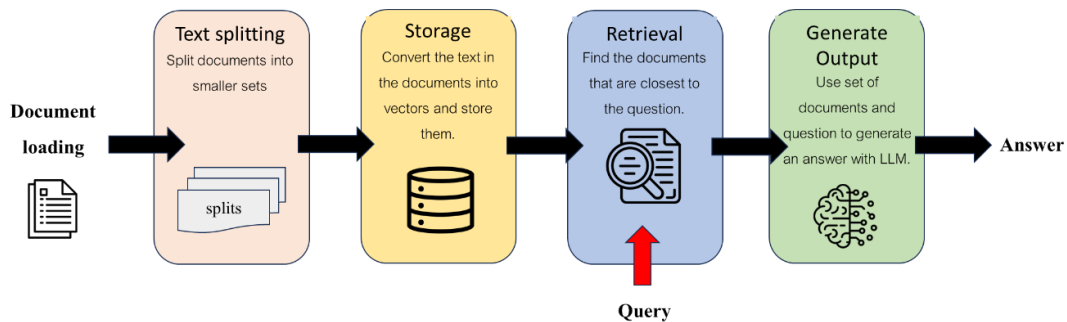 Document
loading
Text splitting
Split documents into
smaller sets
splits
Storage
Convert the text in
the documents into
vectors and store
them.
Retrieval
Find the documents
that are closest to
the question.
Query
Generate
Output
Use set of
documents and
question to generate
an answer with LLM.
Answer